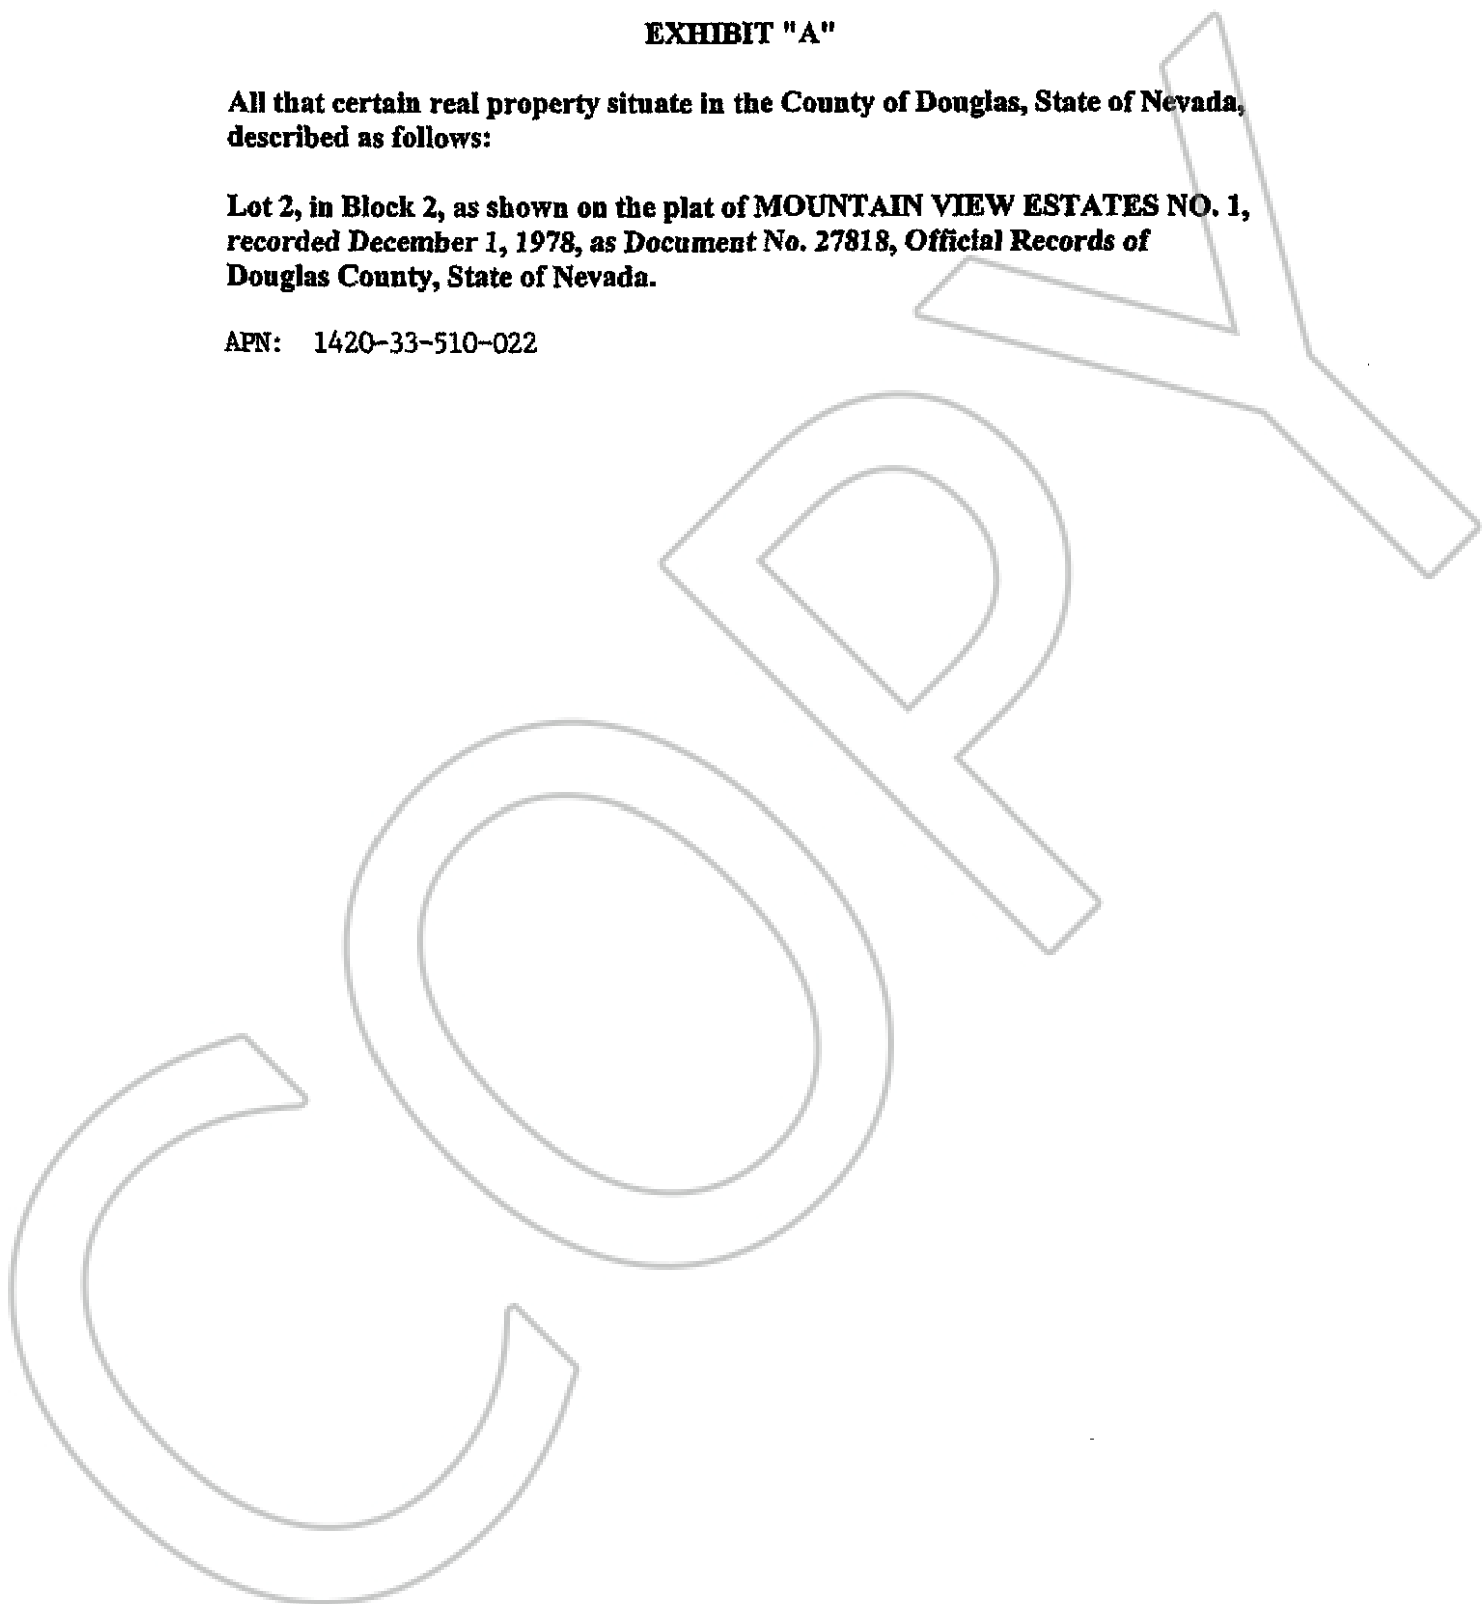 EXHIBIT "A"
All that certain real property situate in the County of Douglas, State of Nevada,
described as follows:
Lot 2, in Block 2, as shown on the plat of MOUNTAIN VIEW ESTATES NO. 1,
recorded December 1, 1978, as Document No. 27818, Official Records of
Douglas County, State of Nevada.
APN: 1420-33-510-022
COPY